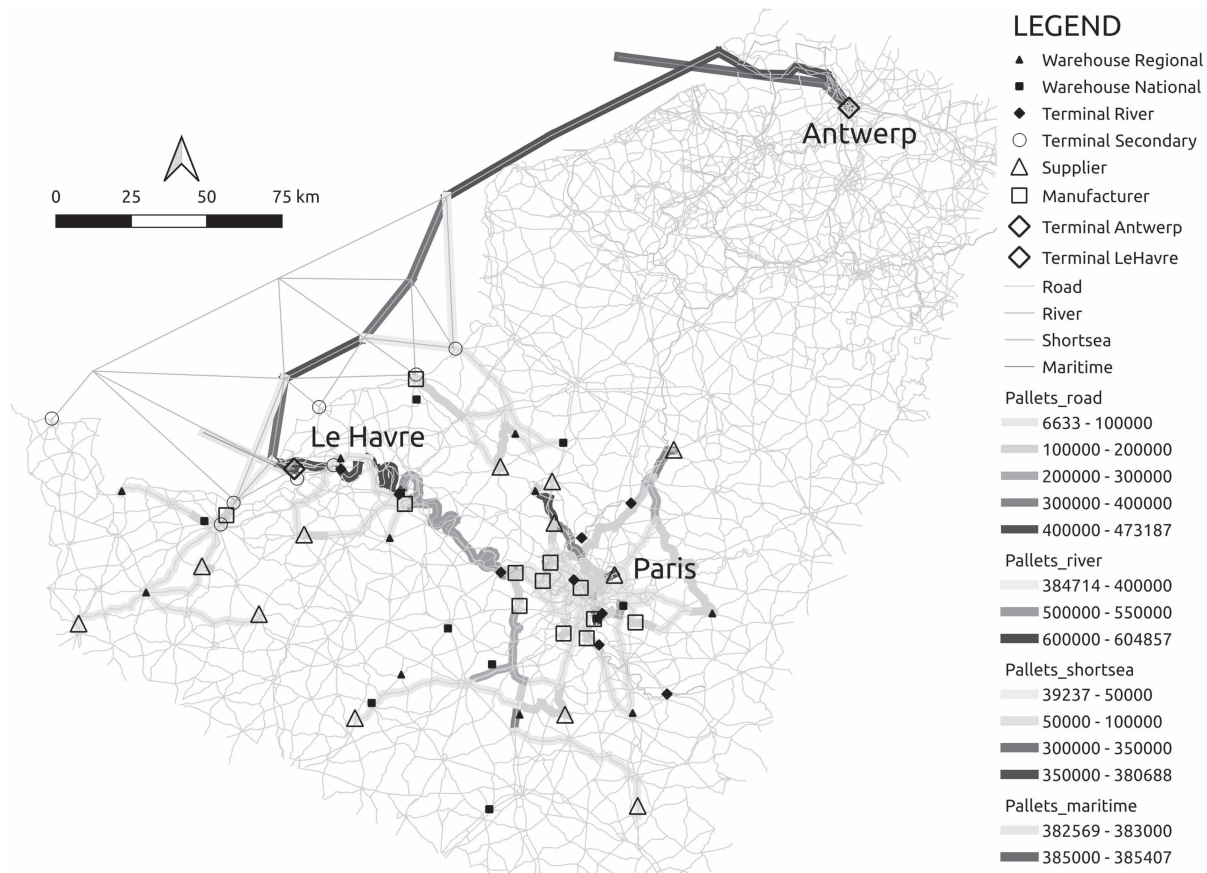 LEGEND
Warehouse Regional
Warehouse National
Terminal River
Terminal Secondary
Supplier
Manufacturer
Terminal Antwerp
Terminal LeHavre
Road
River
Shortsea
Maritime
Pallets_road
6633 - 100000
100000 - 200000
200000 - 300000
300000 - 400000
400000 - 473187
Pallets_river
384714 - 400000
500000 - 550000
600000 - 604857
Pallets_shortsea
39237 - 50000
50000 - 100000
300000 - 350000
350000 - 380688
Pallets_maritime
382569 - 383000
385000 - 385407
Antwerp
0 25 50 75 km
Le Havre
Paris